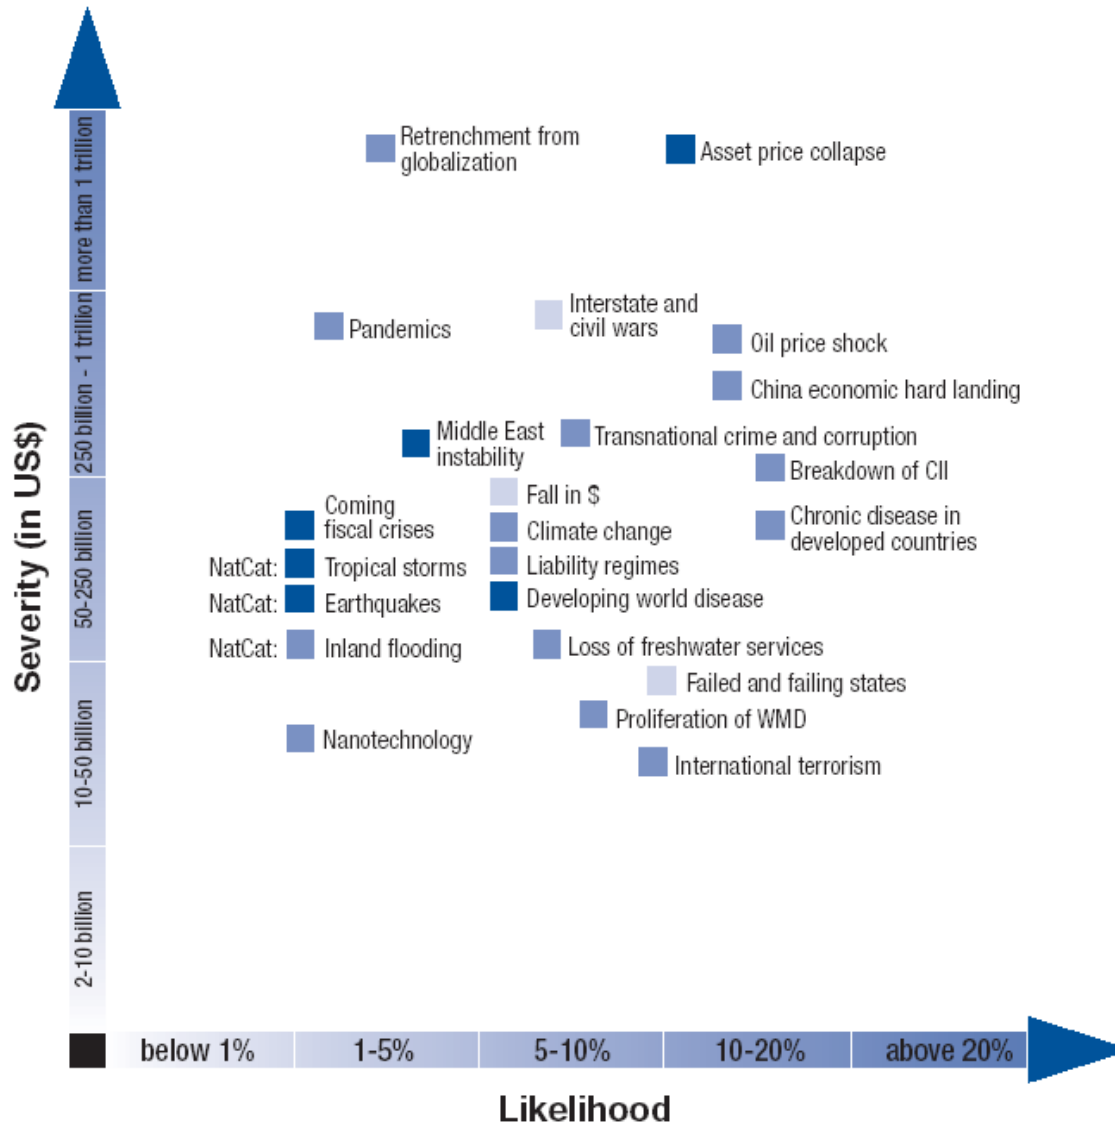 Retrenchment from
globalization
Asset price collapse
Interstate and
civil wars
Pandemics
Oil price shock
China economic hard landing
Middle East
instability
Transnational crime and corruption
Breakdown of CII
Fall in $
Coming
fiscal crises
Climate change
Chronic disease in
developed countries
NatCat: Tropical storms
Liability regimes
NatCat: Earthquakes
Developing world disease
NatCat: Inland flooding
Loss of freshwater services
Failed and failing states
Proliferation of WMD
Nanotechnology
International terrorism
Severity (in US$)
more than 1 trillion
250 billion - 1 trillion
50-250 billion
10-50 billion
2-10 billion
below 1%
1-5%
5-10%
10-20%
above 20%
Likelihood